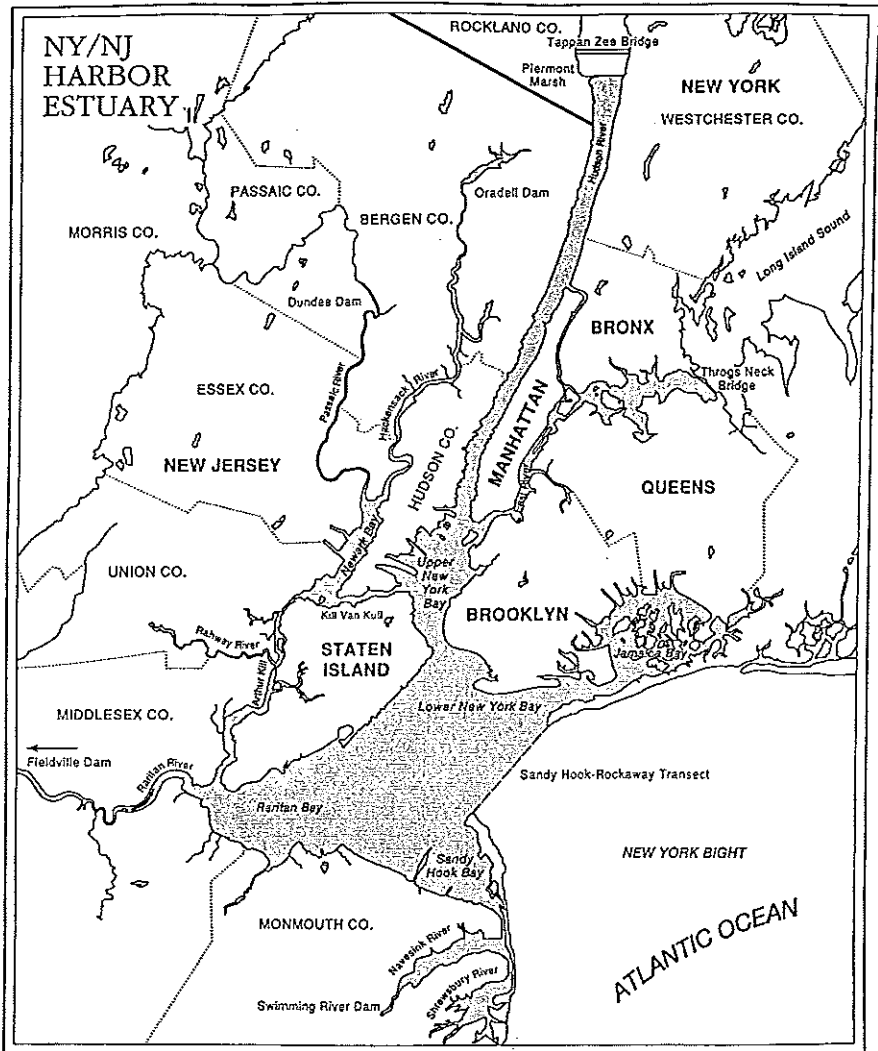 NY/NJ
HARBOR
ESTUARY
ROCKLAND CO.
Tappan Zee Bridge
Piermont
Marsh
NEW YORK
WESTCHESTER CO.
Hudson River
PASSAIC CO.
Oradell Dam
BERGEN CO.
MORRIS CO.
Long Island Sound
Dundee Dam
BRONX
Throgs Neck
Bridge
ESSEX CO.
Passaic River
Hackensack River
MANHATTAN
HUDSON CO.
NEW JERSEY
QUEENS
East River
Newark Bay
Upper
New
York
Bay
UNION CO.
Kill Van Kull
BROOKLYN
Rahway River
STATEN
ISLAND
Jamaica Bay
Arthur Kill
Lower New York Bay
MIDDLESEX CO.
Fieldville Dam
Raritan River
Sandy Hook-Rockaway Transect
Raritan Bay
NEW YORK BIGHT
Sandy
Hook Bay
MONMOUTH CO.
ATLANTIC OCEAN
Navesink River
Swimming River Dam
Shrewsbury River